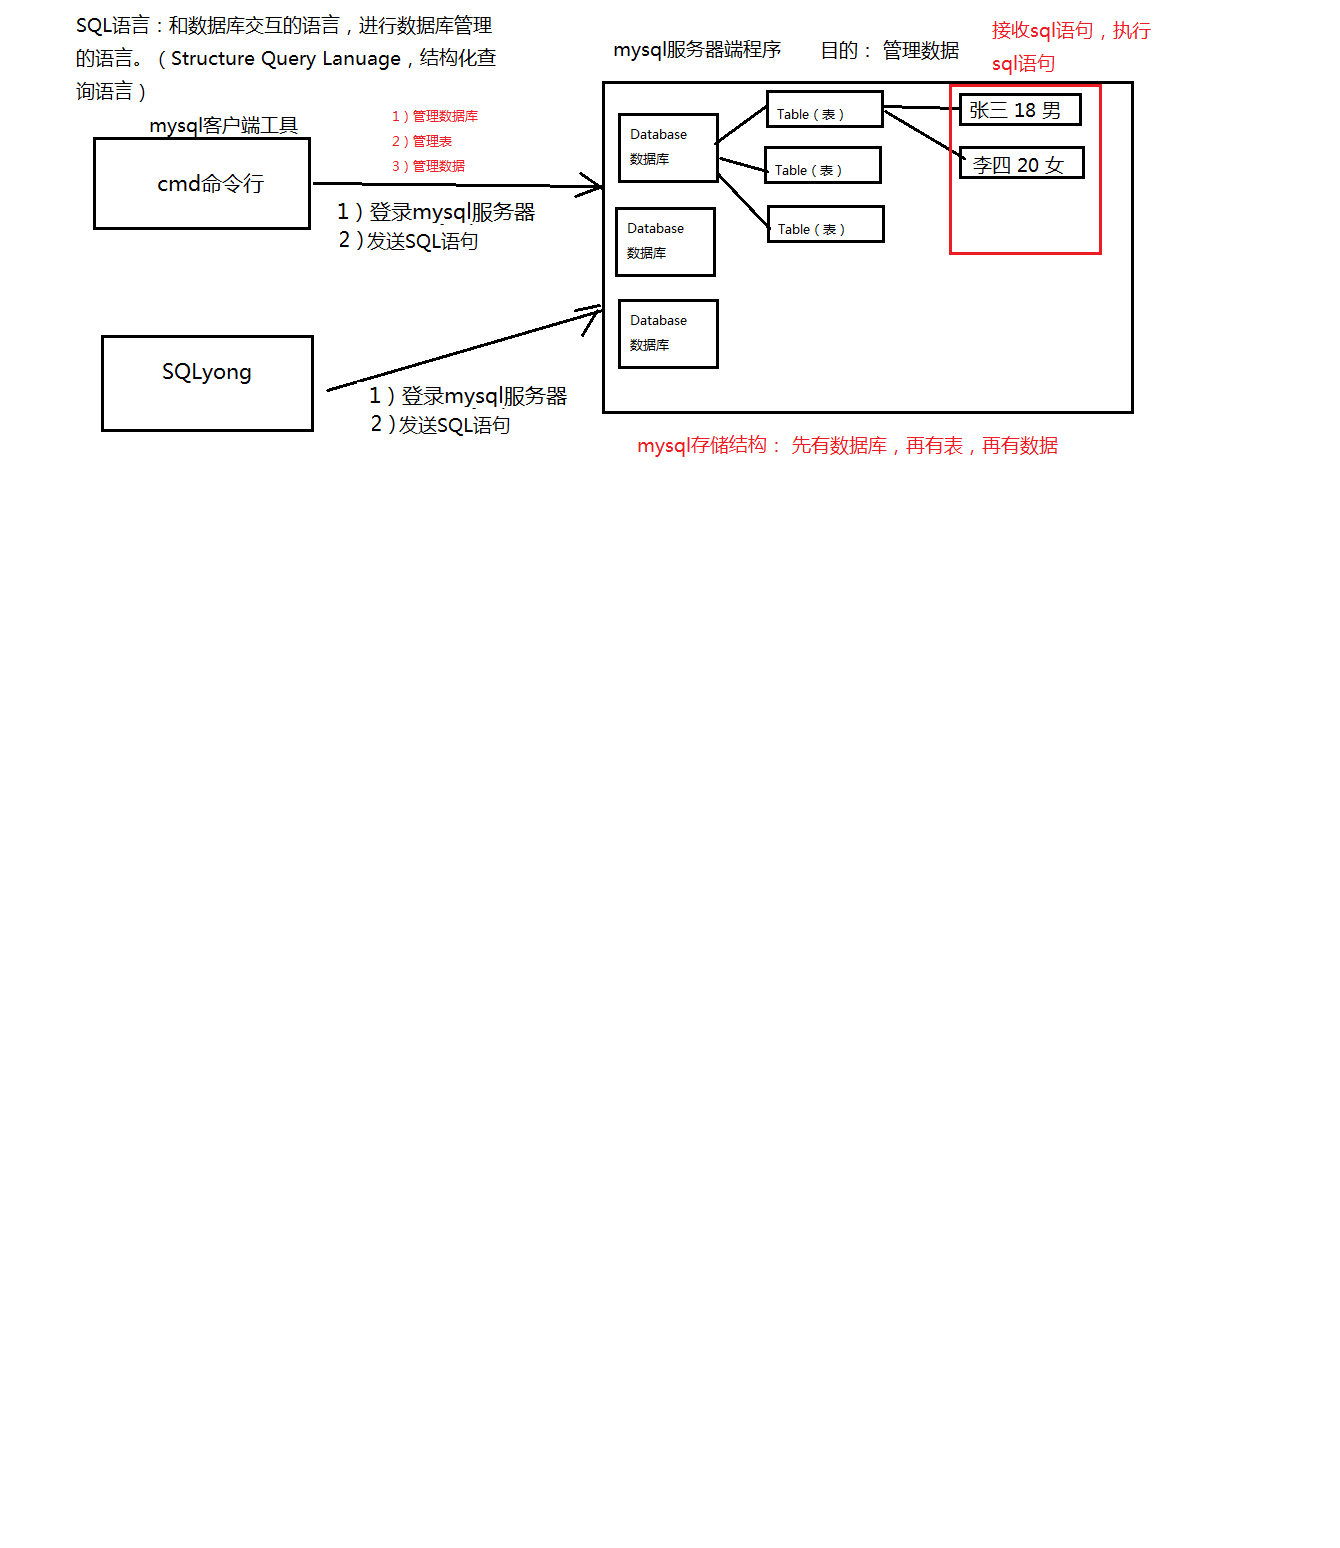 SQL语言：和数据库交互的语言，进行数据库管理
的语言。（Structure Query Lanuage，结构化查
询语言）
mysql客户端工具
cmd命令行
1）管理数据库
2）管理表
3）管理数据
1）登录mysql服务器
2）发送SQL语句
SQLyong
1）登录mysql服务器
2）发送SQL语句
mysql服务器端程序 目的： 管理数据
接收sql语句，执行
sql语句
Database
数据库
Table（表）
Table（表）
Table（表）
张三 18 男
李四 20 女
Database
数据库
Database
数据库
mysql存储结构： 先有数据库，再有表，再有数据